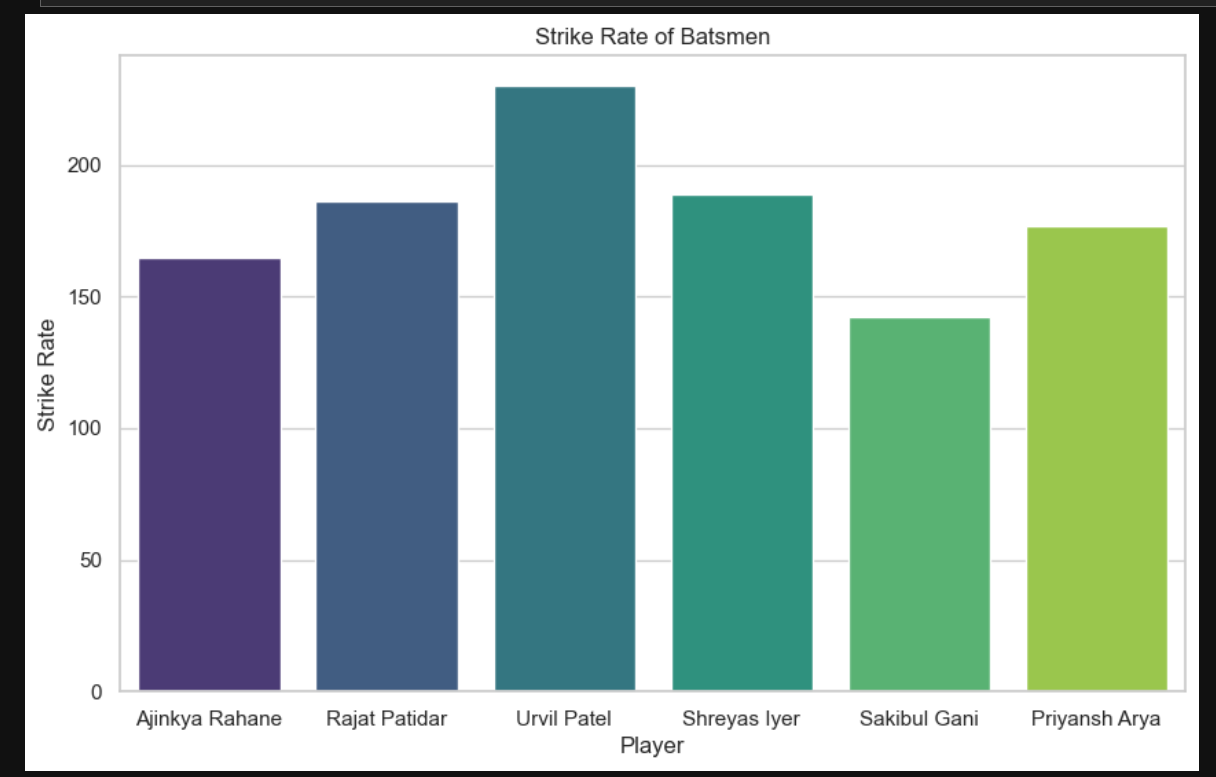 Strike Rate of Batsmen
Strike Rate
200
150
100
50
0
Ajinkya Rahane Rajat Patidar Urvil Patel Shreyas Iyer Sakibul Gani Priyansh Arya
Player